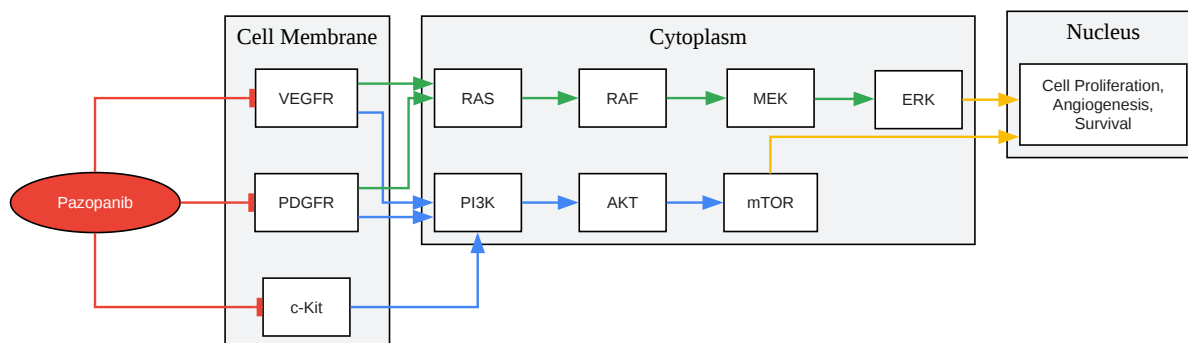 Cell Membrane
Cytoplasm
Nucleus
VEGFR
RAS
RAF
MEK
ERK
Cell Proliferation,
Angiogenesis,
Survival
Pazopanib
PDGFR
PI3K
AKT
mTOR
c-Kit